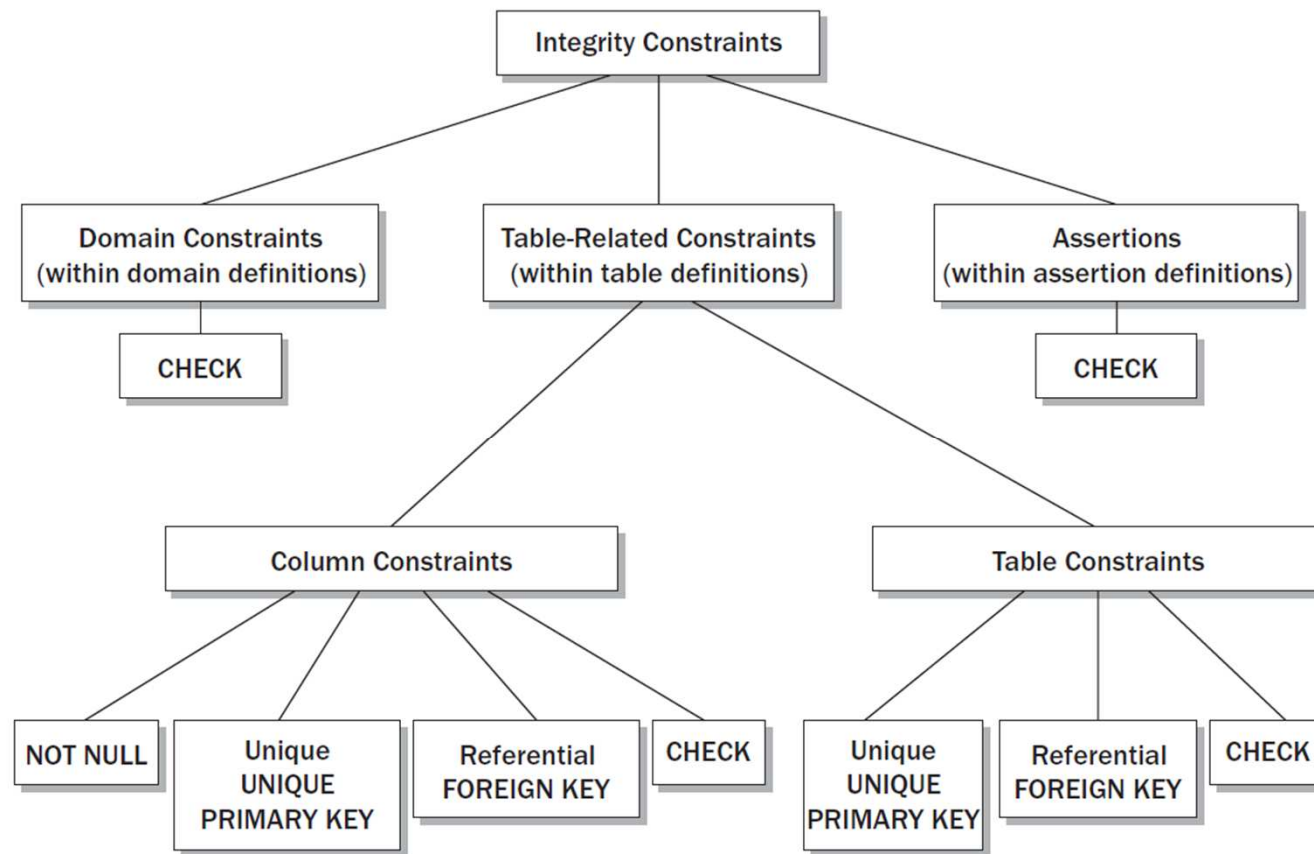 Integrity Constraints
Domain Constraints
(within domain definitions)
Table-Related Constraints
(within table definitions)
Assertions
(within assertion definitions)
CHECK
CHECK
Column Constraints
Table Constraints
NOT NULL
Unique
UNIQUE
PRIMARY KEY
Referential
FOREIGN KEY
CHECK
Unique
UNIQUE
PRIMARY KEY
Referential
FOREIGN KEY
CHECK